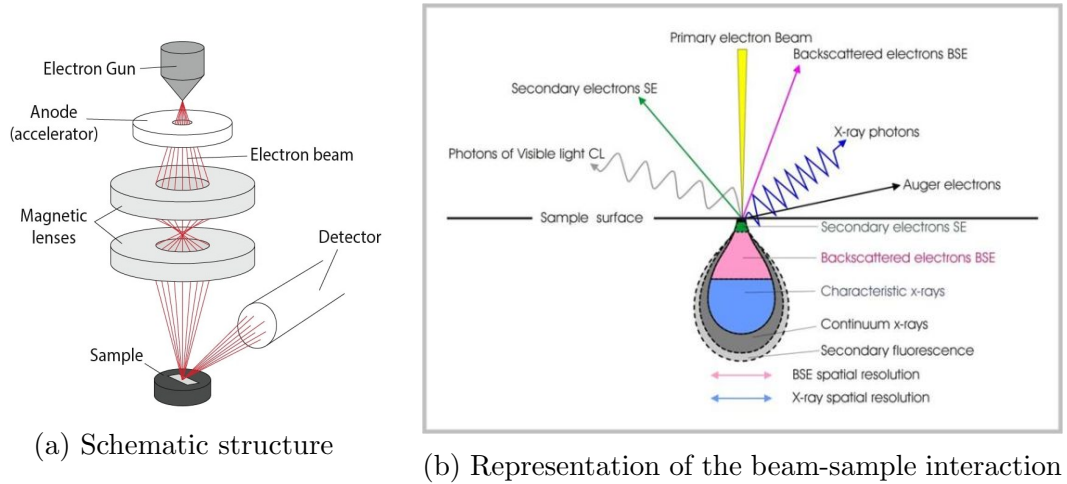 Electron Gun
Anode
(accelerator)
Electron beam
Magnetic
lenses
Detector
Sample
(a) Schematic structure
Primary electron Beam
Backscattered electrons BSE
Secondary electrons SE
X-ray photons
Photons of Visible light CL
Auger electrons
Sample surface
Secondary electrons SE
Backscattered electrons BSE
Characteristic x-rays
Continuum x-rays
Secondary fluorescence
BSE spatial resolution
X-ray spatial resolution
(b) Representation of the beam-sample interaction